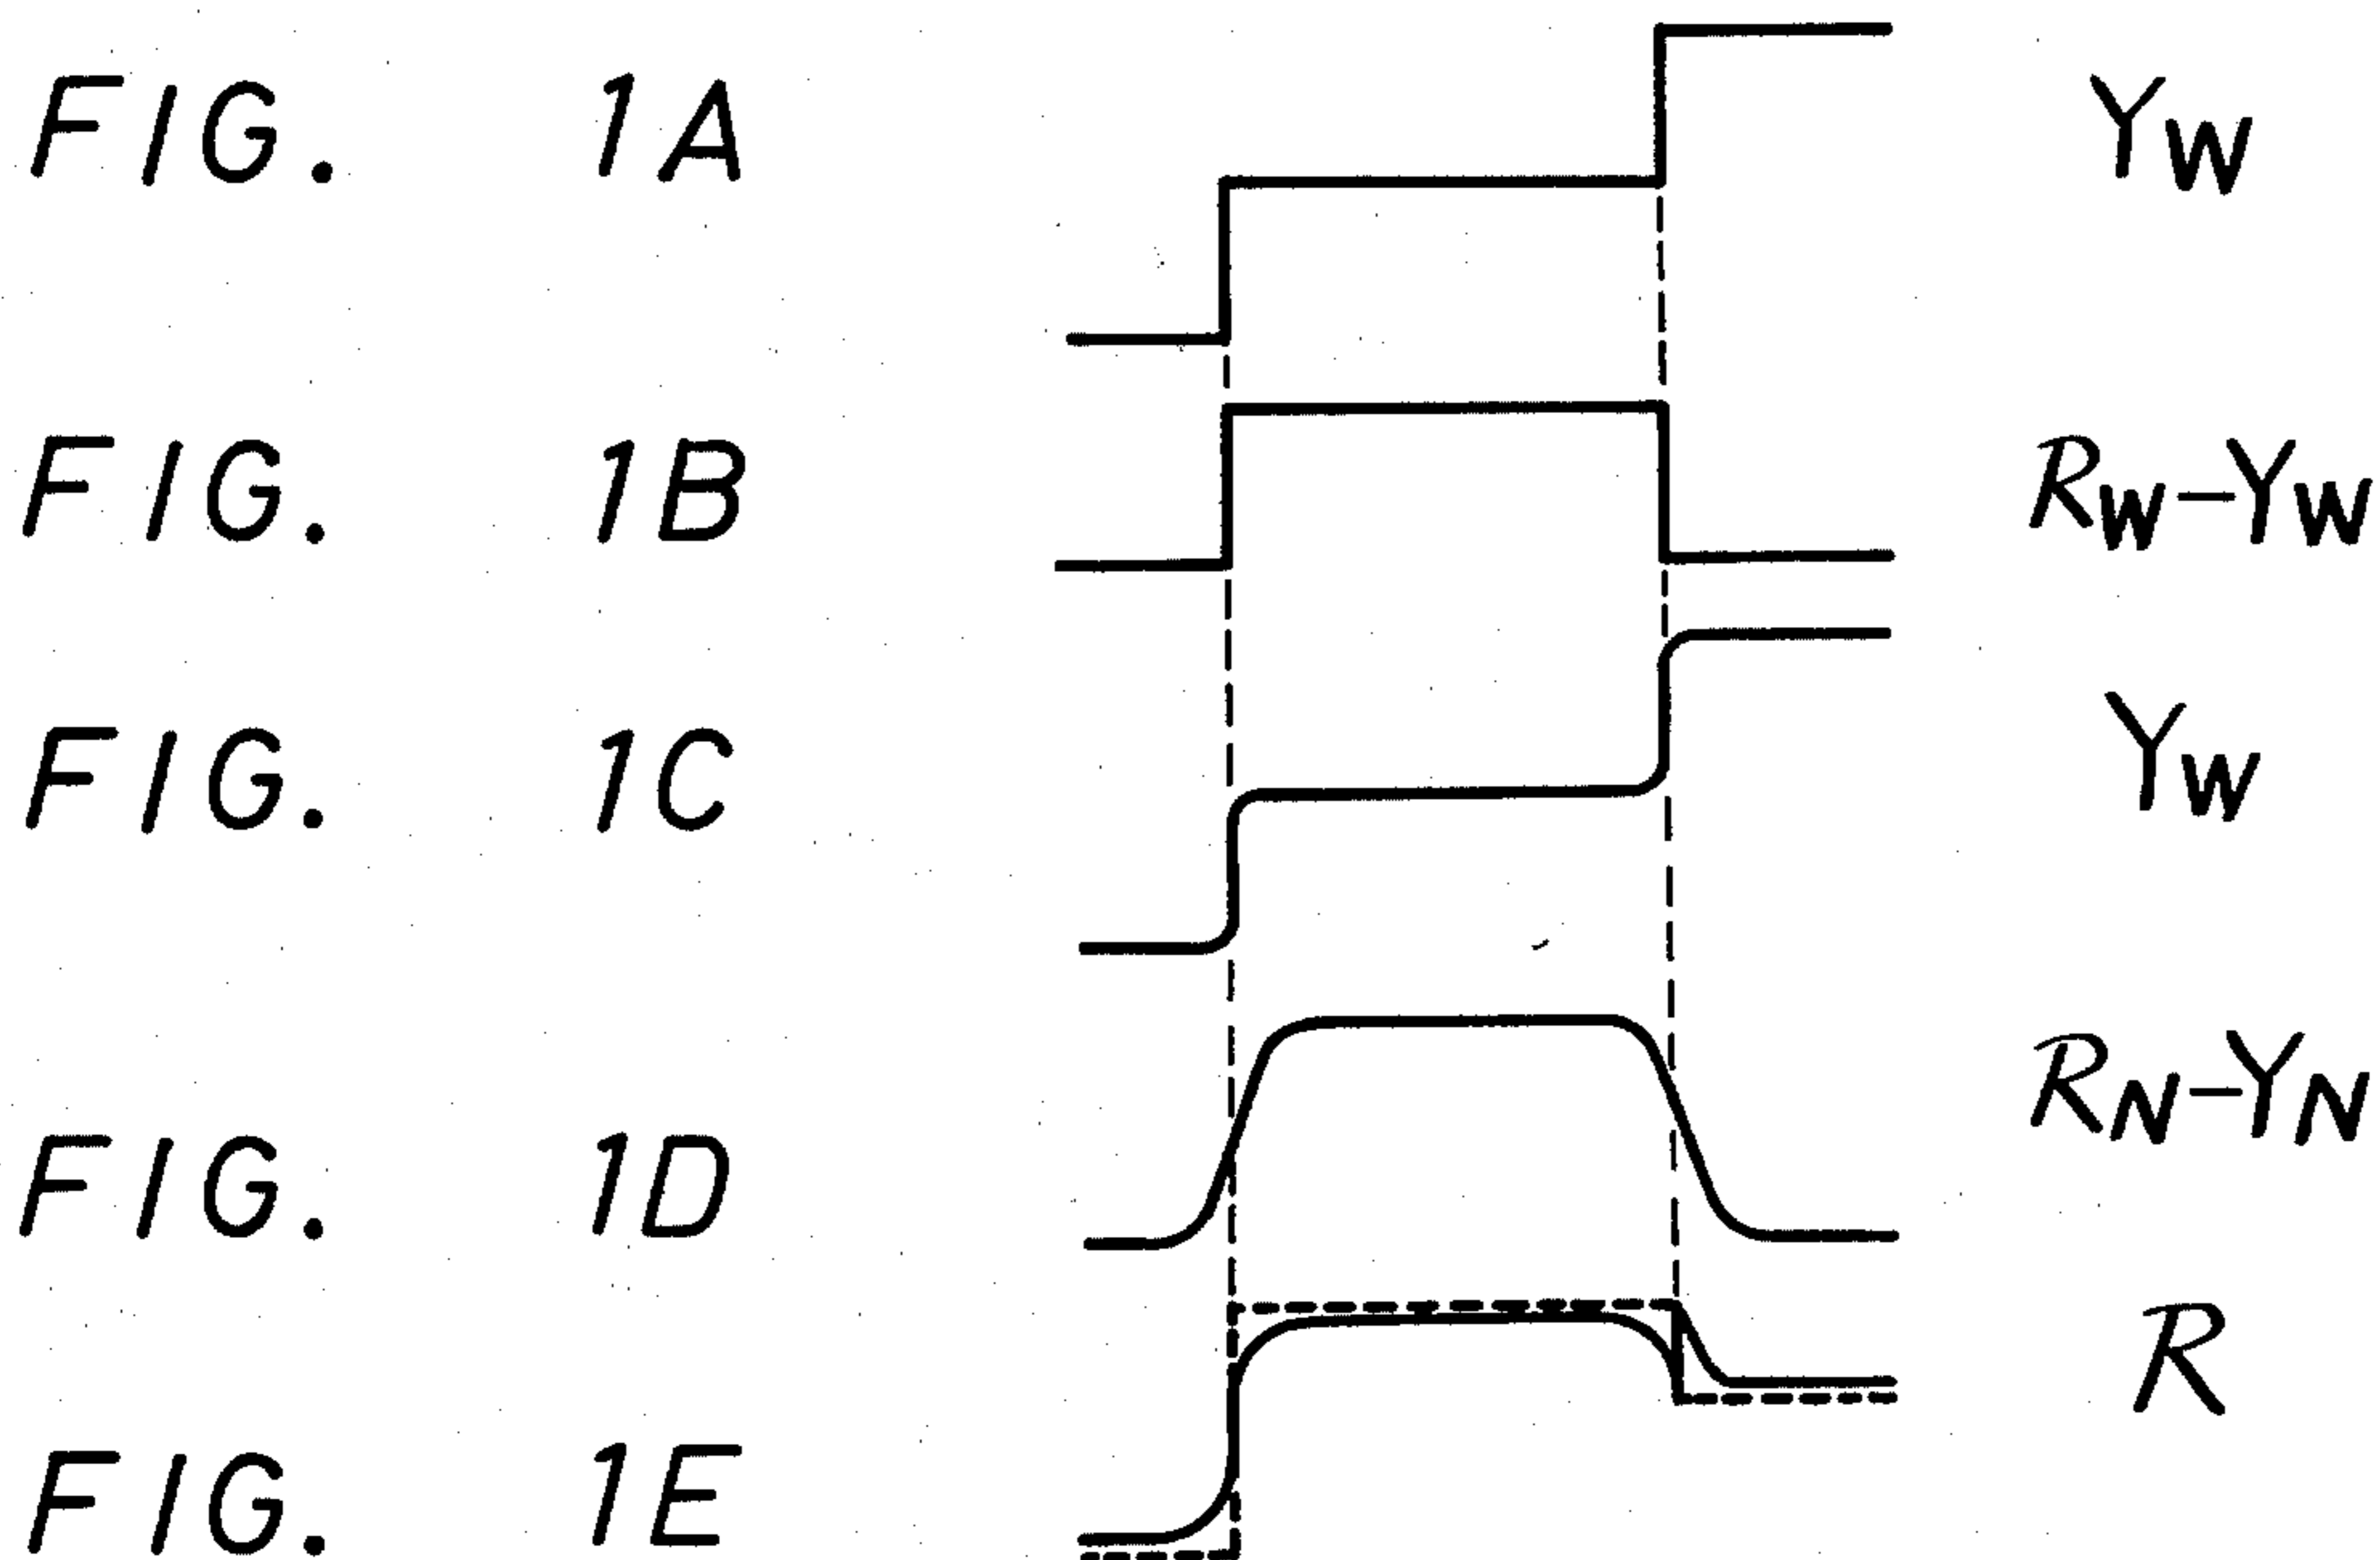 FIG. 1A YW
FIG. 1B RW-YW
FIG. 1C YW
FIG. 1D RN-YN
FIG. 1E R